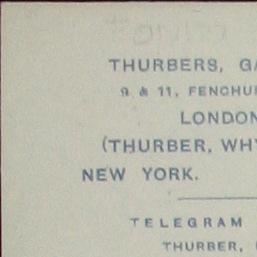 THURBERS, GA
9 & 11, FENCHU
LONDON
(THURBER, WHY
NEW YORK.
TELEGRAM
THURBER,